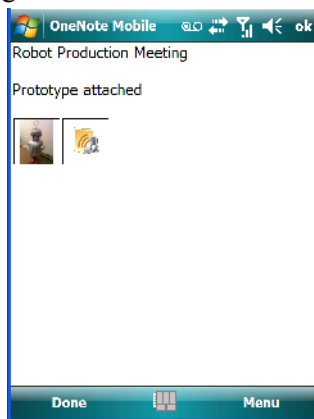 OneNote Mobile ok
Robot Production Meeting
Prototype attached
Done Menu